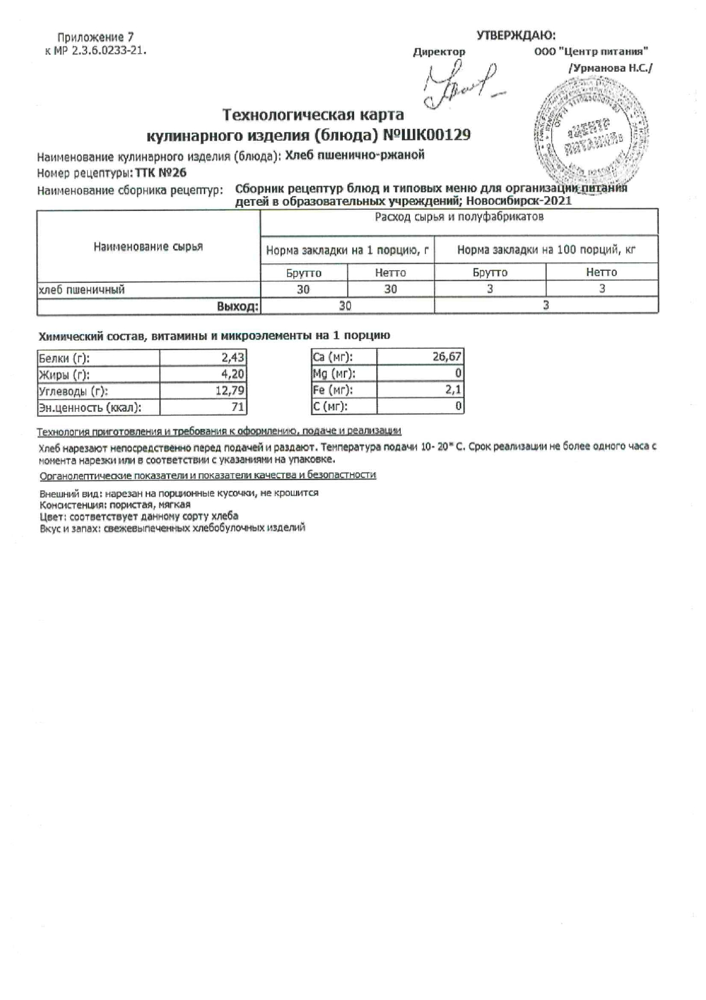 Приложение 7
к МР 2.3.6.0233-21.
УТВЕРЖДАЮ:
Директор ООО "Центр питания"
/Урманова Н.С./
Технологическая карта
кулинарного изделия (блюда) №ШК00129
Наименование кулинарного изделия (блюда): Хлеб пшенично-ржаной
Номер рецептуры: ТТК №26
Наименование сборника рецептур: Сборник рецептур блюд и типовых меню для организации питания
детей в образовательных учреждений; Новосибирск-2021
Наименование сырья
Расход сырья и полуфабрикатов
Норма закладки на 1 порцию, г Норма закладки на 100 порций, кг
Брутто Нетто Брутто Нетто
хлеб пшеничный 30 30 3 3
Выход: 30 3
Химический состав, витамины и микроэлементы на 1 порцию
Белки (г): 2,43 Ca (мг): 26,67
Жиры (г): 4,20 Mg (мг): 0
Углеводы (г): 12,79 Fe (мг): 2,1
Эн.ценность (ккал): 71 C (мг): 0
Технология приготовления и требования к оформлению, подаче и реализации
Хлеб нарезают непосредственно перед подачей и раздают. Температура подачи 10- 20° С. Срок реализации не более одного часа с
момента нарезки или в соответствии с указаниями на упаковке.
Органолептические показатели и показатели качества и безопастности
Внешний вид: нарезан на порционные кусочки, не крошится
Консистенция: пористая, мягкая
Цвет: соответствует данному сорту хлеба
Вкус и запах: свежевыпеченных хлебобулочных изделий
«ЦЕНТР
ПИТАНИЯ»